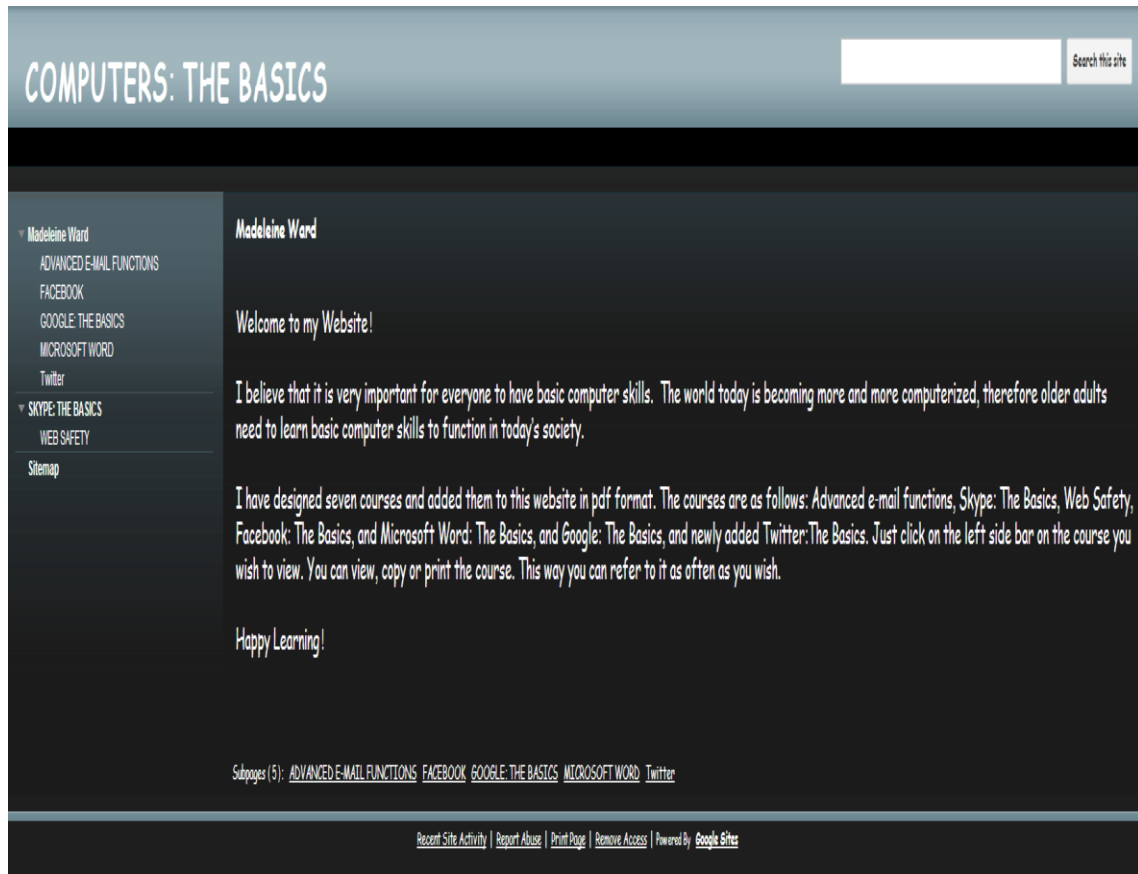 COMPUTERS: THE BASICS
Search this site
Madeleine Ward
ADVANCED E-MAIL FUNCTIONS
FACEBOOK
GOOGLE: THE BASICS
MICROSOFT WORD
Twitter
SKYPE: THE BASICS
WEB SAFETY
Sitemap
Madeleine Ward
Welcome to my Website!
I believe that it is very important for everyone to have basic computer skills. The world today is becoming more and more computerized, therefore older adults
need to learn basic computer skills to function in today's society.
I have designed seven courses and added them to this website in pdf format. The courses are as follows: Advanced e-mail functions, Skype: The Basics, Web Safety,
Facebook: The Basics, and Microsoft Word: The Basics, and Google: The Basics, and newly added Twitter:The Basics. Just click on the left side bar on the course you
wish to view. You can view, copy or print the course. This way you can refer to it as often as you wish.
Happy Learning!
Subpages (5): ADVANCED E-MAIL FUNCTIONS FACEBOOK GOOGLE: THE BASICS MICROSOFT WORD Twitter
Recent Site Activity | Report Abuse | Print Page | Remove Access | Powered By Google Sites